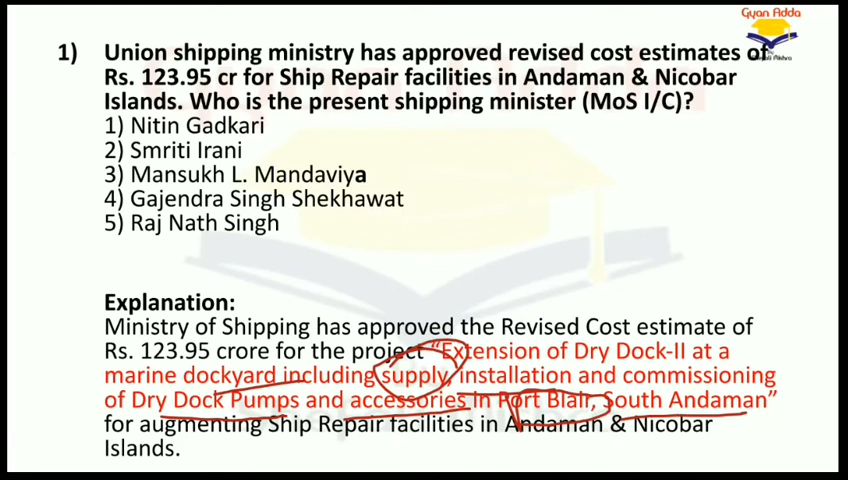 Gyan Adda
1) Union shipping ministry has approved revised cost estimates of
Rs. 123.95 cr for Ship Repair facilities in Andaman & Nicobar
Islands. Who is the present shipping minister (MoS I/C)?
1) Nitin Gadkari
2) Smriti Irani
3) Mansukh L. Mandaviya
4) Gajendra Singh Shekhawat
5) Raj Nath Singh
Explanation:
Ministry of Shipping has approved the Revised Cost estimate of
Rs. 123.95 crore for the project “Extension of Dry Dock-II at a
marine dockyard including supply, installation and commissioning
of Dry Dock Pumps and accessories in Port Blair, South Andaman”
for augmenting Ship Repair facilities in Andaman & Nicobar
Islands.